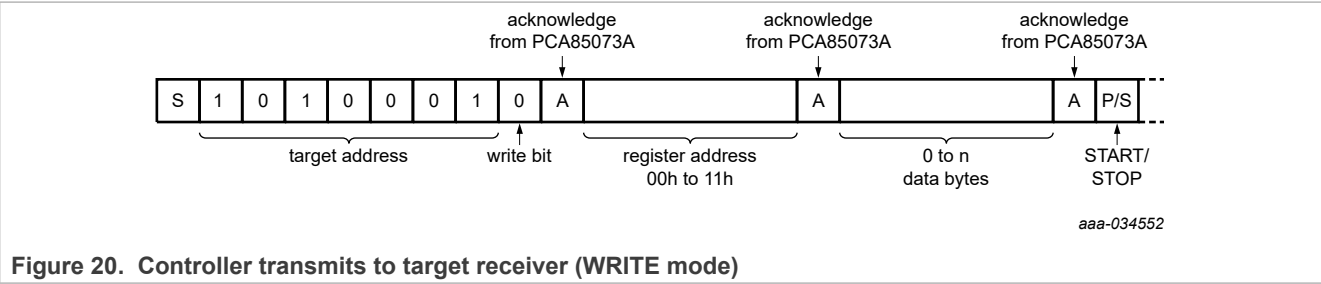 acknowledge
from PCA85073A
acknowledge
from PCA85073A
acknowledge
from PCA85073A
S 1 0 1 0 0 0 1 0 A A A P/S
target address
write bit
register address
00h to 11h
0 to n
data bytes
START/
STOP
aaa-034552
Figure 20. Controller transmits to target receiver (WRITE mode)